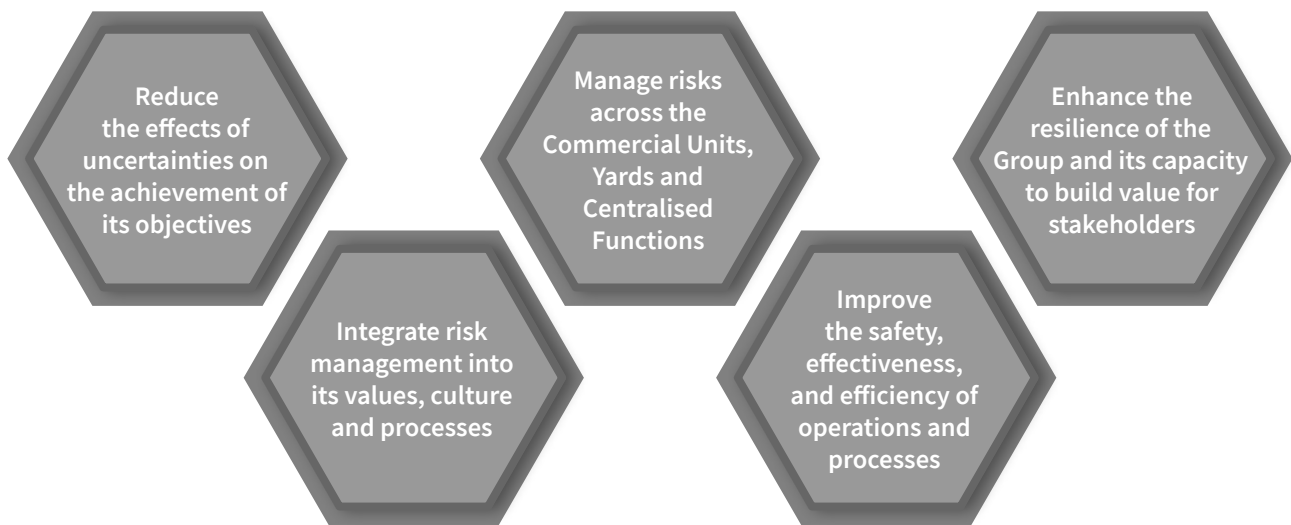 Reduce
the effects of
uncertainties on
the achievement of
its objectives
Integrate risk
management into
its values, culture
and processes
Manage risks
across the
Commercial Units,
Yards and
Centralised
Functions
Improve
the safety,
effectiveness,
and efficiency of
operations and
processes
Enhance the
resilience of the
Group and its capacity
to build value for
stakeholders